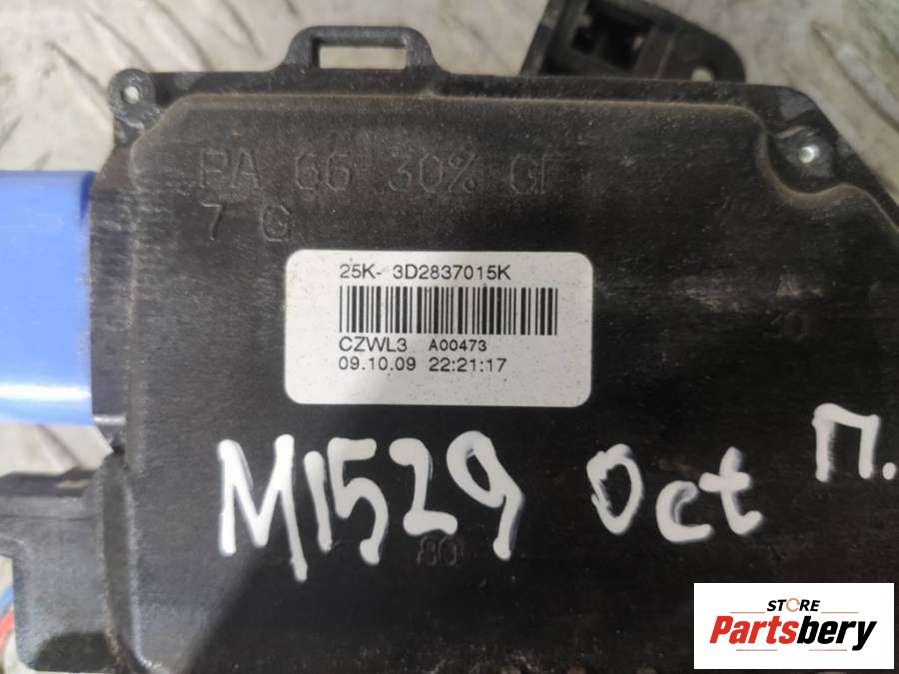 PA 66 30% GF
7 G
25K- 3D2837015K
CZWL3 A00473
09.10.09 22:21:17
M1529 Oct п.
80
STORE
Partsbery